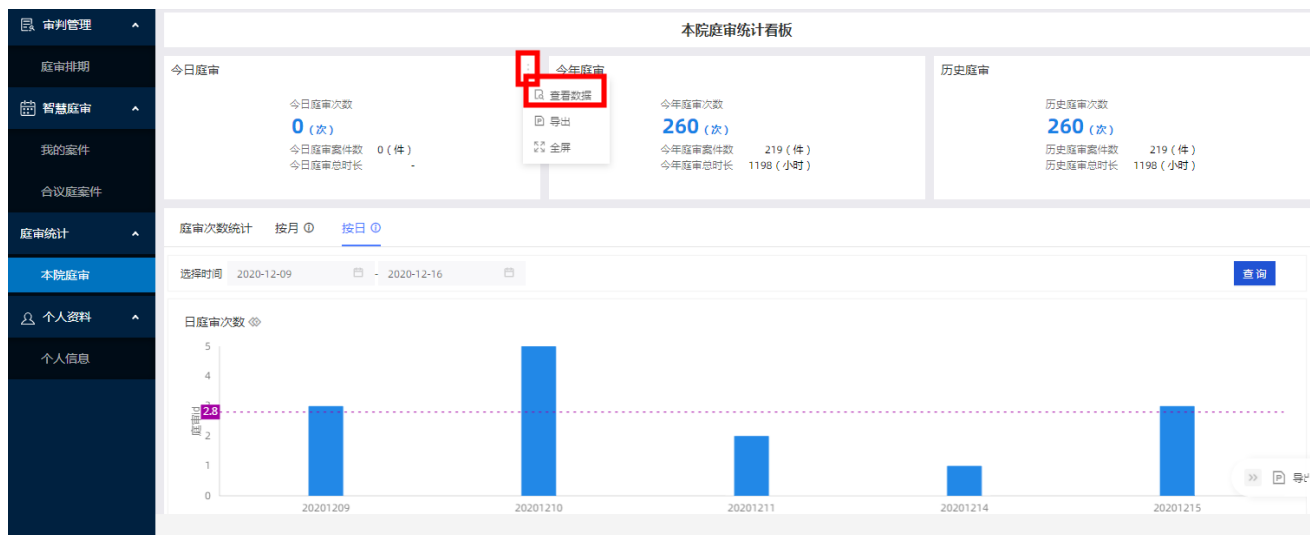 审判管理
庭审排期
智慧庭审
我的案件
合议庭案件
庭审统计
本院庭审
个人资料
个人信息
本院庭审统计看板
今日庭审
今日庭审次数
0 (次)
今日庭审案件数 0 (件)
今日庭审总时长 -
查看数据
导出
全屏
今年庭审
今年庭审次数
260 (次)
今年庭审案件数 219 (件)
今年庭审总时长 1198 (小时)
历史庭审
历史庭审次数
260 (次)
历史庭审案件数 219 (件)
历史庭审总时长 1198 (小时)
庭审次数统计 按月 按日
选择时间 2020-12-09 - 2020-12-16 查询
日庭审次数
5
4
2.8
2
1
0
庭审
20201209 20201210 20201211 20201214 20201215
导